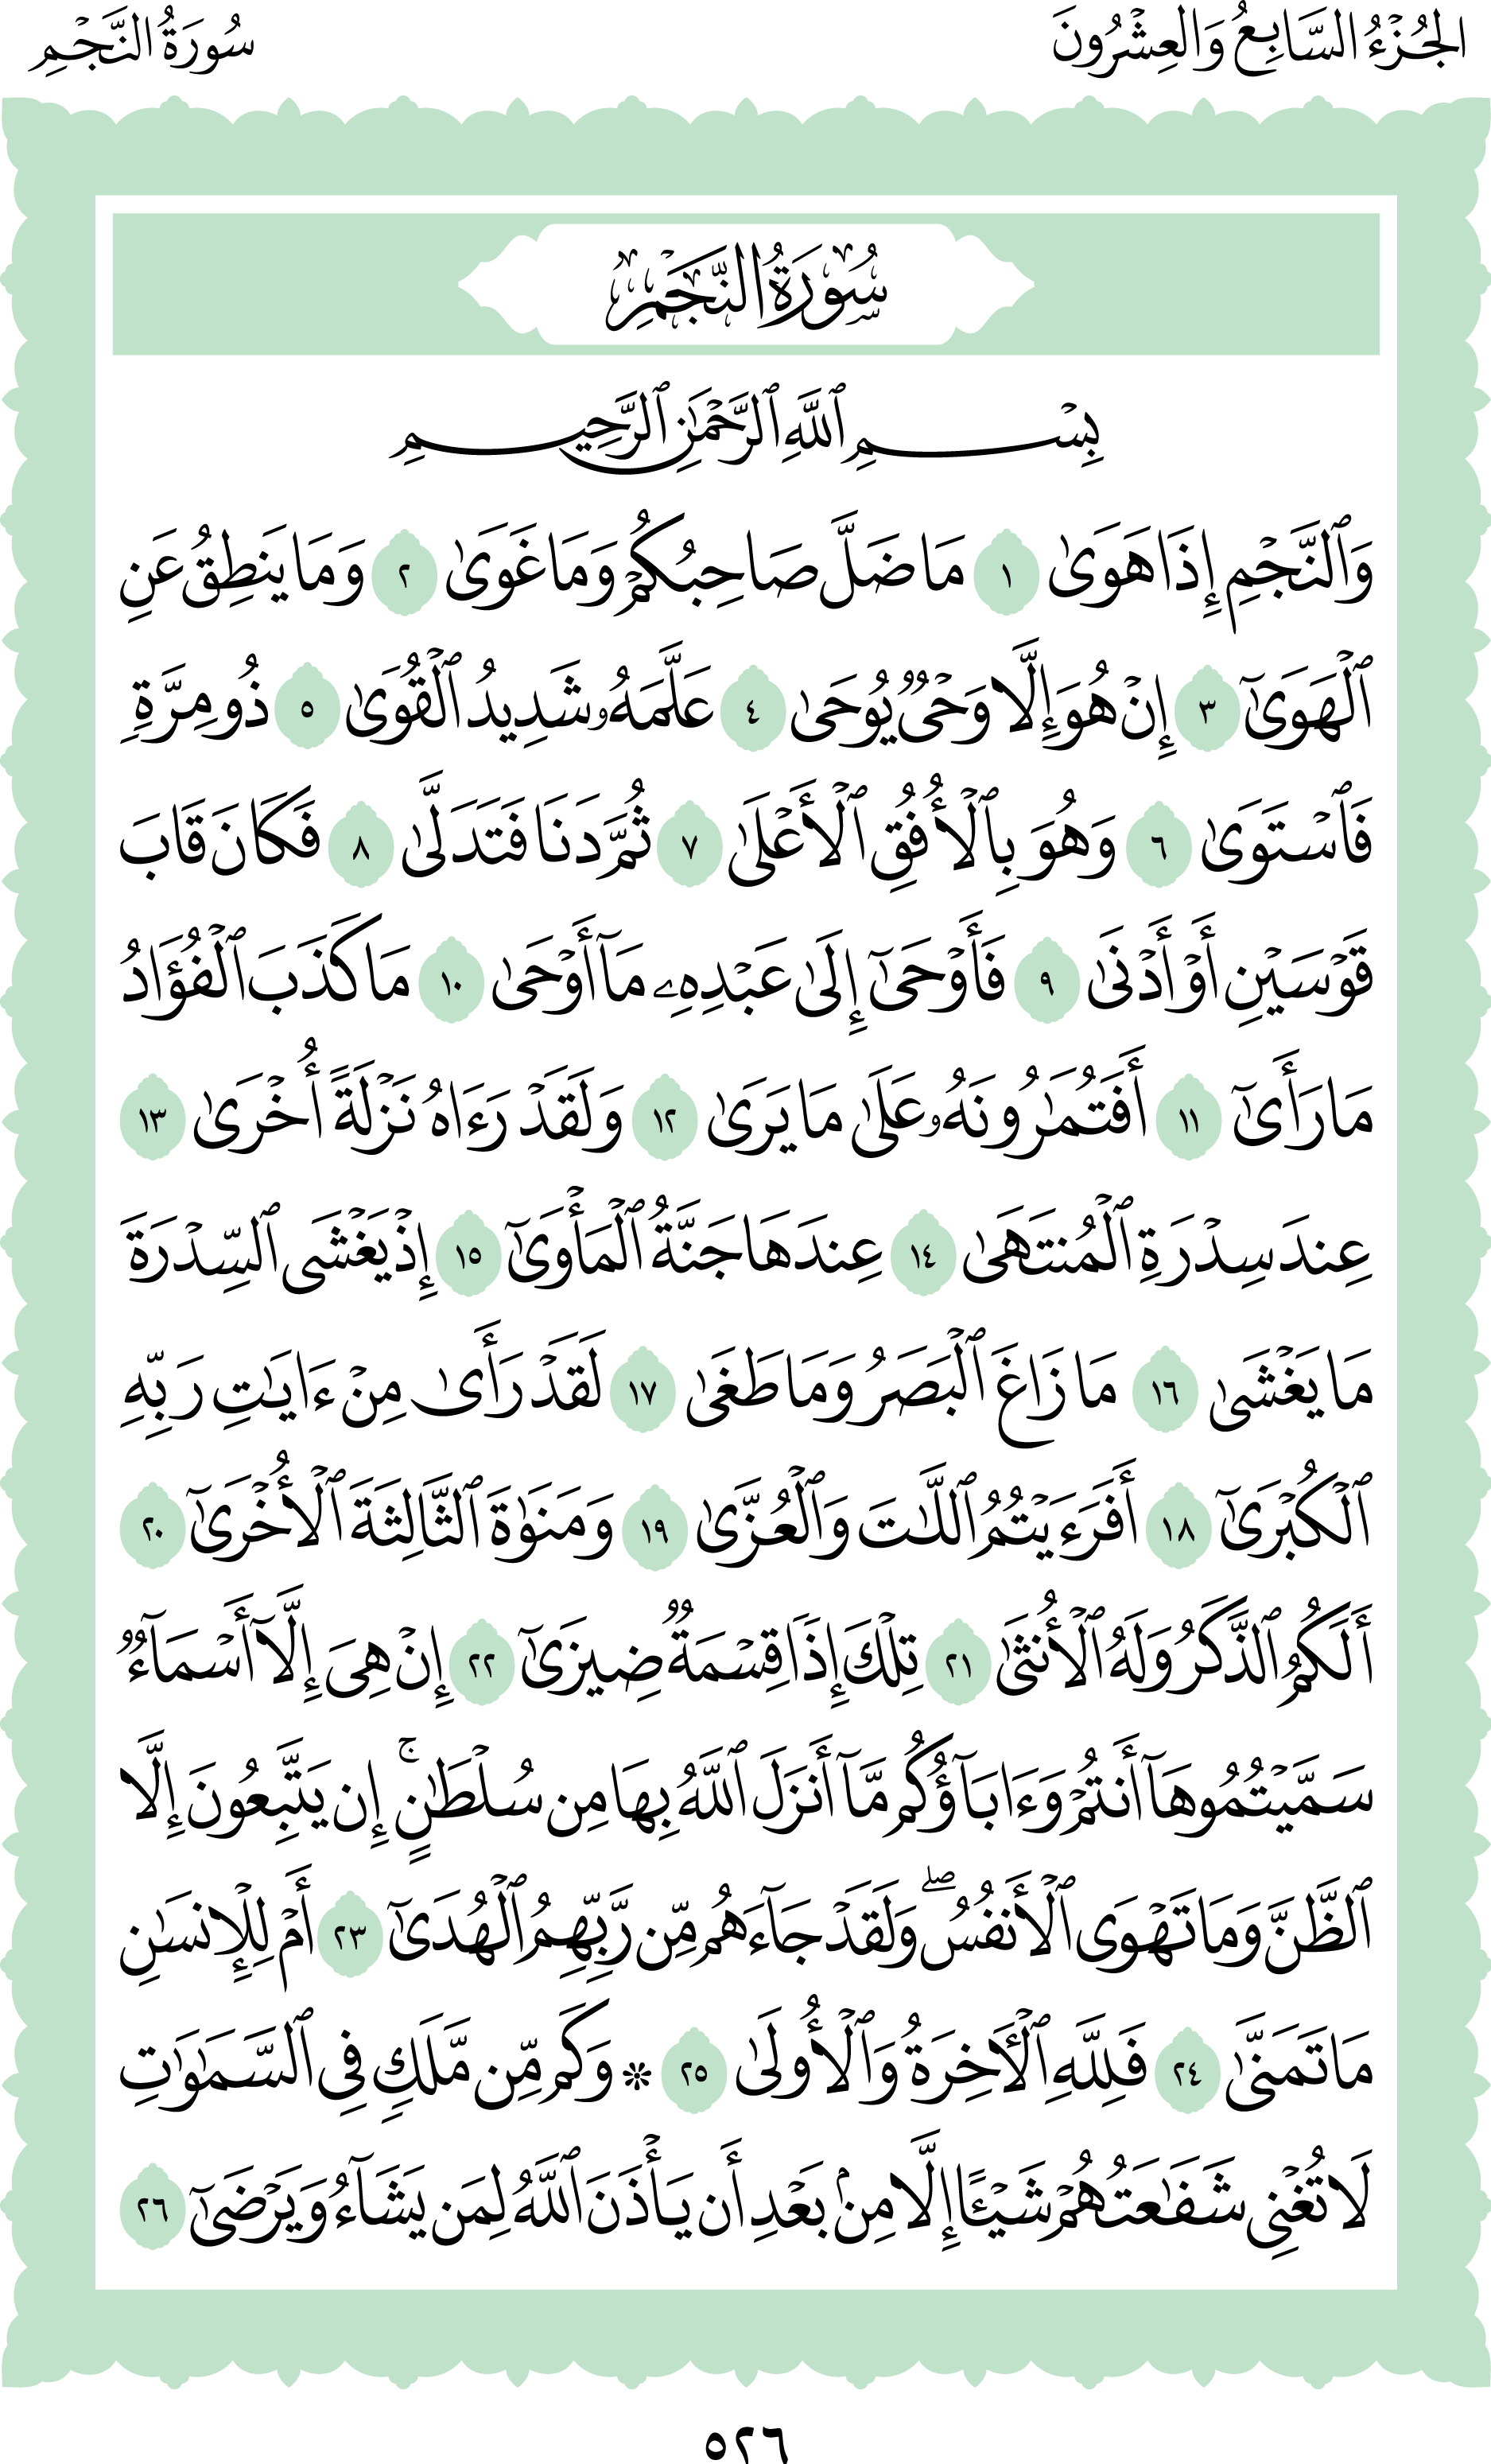 الجُزْءُ السَّابِعُ وَالعِشْرُونَ
سُورَةُ النَّجْمِ
سُورَةُ النَّجْمِ
بِسْمِ ٱللَّهِ ٱلرَّحْمَٰنِ ٱلرَّحِيمِ
وَٱلنَّجْمِ إِذَا هَوَىٰ ١ مَا ضَلَّ صَاحِبُكُمْ وَمَا غَوَىٰ ٢ وَمَا يَنطِقُ عَنِ
ٱلْهَوَىٰٓ ٣ إِنْ هُوَ إِلَّا وَحْىٌ يُوحَىٰ ٤ عَلَّمَهُۥ شَدِيدُ ٱلْقُوَىٰ ٥ ذُو مِرَّةٍ
فَٱسْتَوَىٰ ٦ وَهُوَ بِٱلْأُفُقِ ٱلْأَعْلَىٰ ٧ ثُمَّ دَنَا فَتَدَلَّىٰ ٨ فَكَانَ قَابَ
قَوْسَيْنِ أَوْ أَدْنَىٰ ٩ فَأَوْحَىٰٓ إِلَىٰ عَبْدِهِۦ مَآ أَوْحَىٰ ١٠ مَا كَذَبَ ٱلْفُؤَادُ
مَا رَأَىٰٓ ١١ أَفَتُمَٰرُونَهُۥ عَلَىٰ مَا يَرَىٰ ١٢ وَلَقَدْ رَءَاهُ نَزْلَةً أُخْرَىٰ ١٣
عِندَ سِدْرَةِ ٱلْمُنتَهَىٰ ١٤ عِندَهَا جَنَّةُ ٱلْمَأْوَىٰٓ ١٥ إِذْ يَغْشَى ٱلسِّدْرَةَ
مَا يَغْشَىٰ ١٦ مَا زَاغَ ٱلْبَصَرُ وَمَا طَغَىٰ ١٧ لَقَدْ رَأَىٰ مِنْ ءَايَٰتِ رَبِّهِ
ٱلْكُبْرَىٰٓ ١٨ أَفَرَءَيْتُمُ ٱللَّٰتَ وَٱلْعُزَّىٰ ١٩ وَمَنَوٰةَ ٱلثَّالِثَةَ ٱلْأُخْرَىٰٓ ٢٠
أَلَكُمُ ٱلذَّكَرُ وَلَهُ ٱلْأُنثَىٰ ٢١ تِلْكَ إِذًا قِسْمَةٌ ضِيزَىٰٓ ٢٢ إِنْ هِىَ إِلَّآ أَسْمَآءٌ
سَمَّيْتُمُوهَآ أَنتُمْ وَءَابَآؤُكُم مَّآ أَنزَلَ ٱللَّهُ بِهَا مِن سُلْطَٰنٍۚ إِن يَتَّبِعُونَ إِلَّا
ٱلظَّنَّ وَمَا تَهْوَى ٱلْأَنفُسُۖ وَلَقَدْ جَآءَهُم مِّن رَّبِّهِمُ ٱلْهُدَىٰٓ ٢٣ أَمْ لِلْإِنسَٰنِ
مَا تَمَنَّىٰ ٢٤ فَلِلَّهِ ٱلْأَخِرَةُ وَٱلْأُولَىٰ ٢٥ ۞ وَكَم مِّن مَّلَكٍ فِى ٱلسَّمَٰوَٰتِ
لَا تُغْنِى شَفَٰعَتُهُمْ شَيْـًٔا إِلَّا مِنۢ بَعْدِ أَن يَأْذَنَ ٱللَّهُ لِمَن يَشَآءُ وَيَرْضَىٰٓ ٢٦
٥٢٦